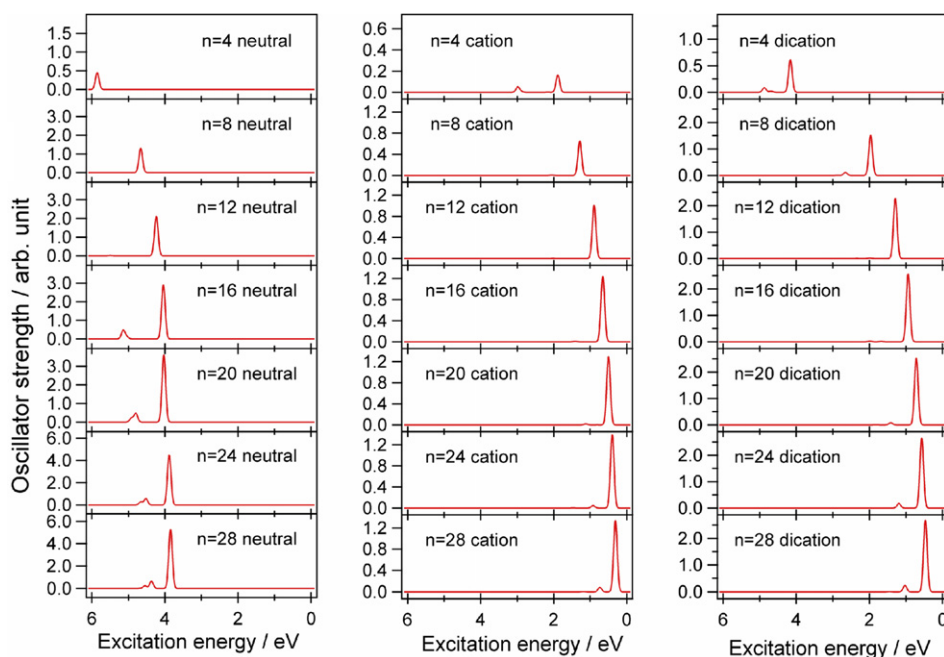 Oscillator strength / arb. unit
n=4 neutral
1.5
1.0
0.5
0.0
n=8 neutral
3.0
2.0
1.0
0.0
n=12 neutral
3.0
2.0
1.0
0.0
n=16 neutral
3.0
2.0
1.0
0.0
n=20 neutral
3.0
2.0
1.0
0.0
n=24 neutral
6.0
4.0
2.0
0.0
n=28 neutral
6.0
4.0
2.0
0.0
6 4 2 0
Excitation energy / eV
n=4 cation
0.6
0.4
0.2
0.0
n=8 cation
1.2
0.8
0.4
0.0
n=12 cation
1.2
0.8
0.4
0.0
n=16 cation
1.2
0.8
0.4
0.0
n=20 cation
1.2
0.8
0.4
0.0
n=24 cation
1.2
0.8
0.4
0.0
n=28 cation
1.2
0.8
0.4
0.0
6 4 2 0
Excitation energy / eV
n=4 dication
1.0
0.5
0.0
n=8 dication
2.0
1.0
0.0
n=12 dication
2.0
1.0
0.0
n=16 dication
2.0
1.0
0.0
n=20 dication
2.0
1.0
0.0
n=24 dication
2.0
1.0
0.0
n=28 dication
2.0
1.0
0.0
6 4 2 0
Excitation energy / eV